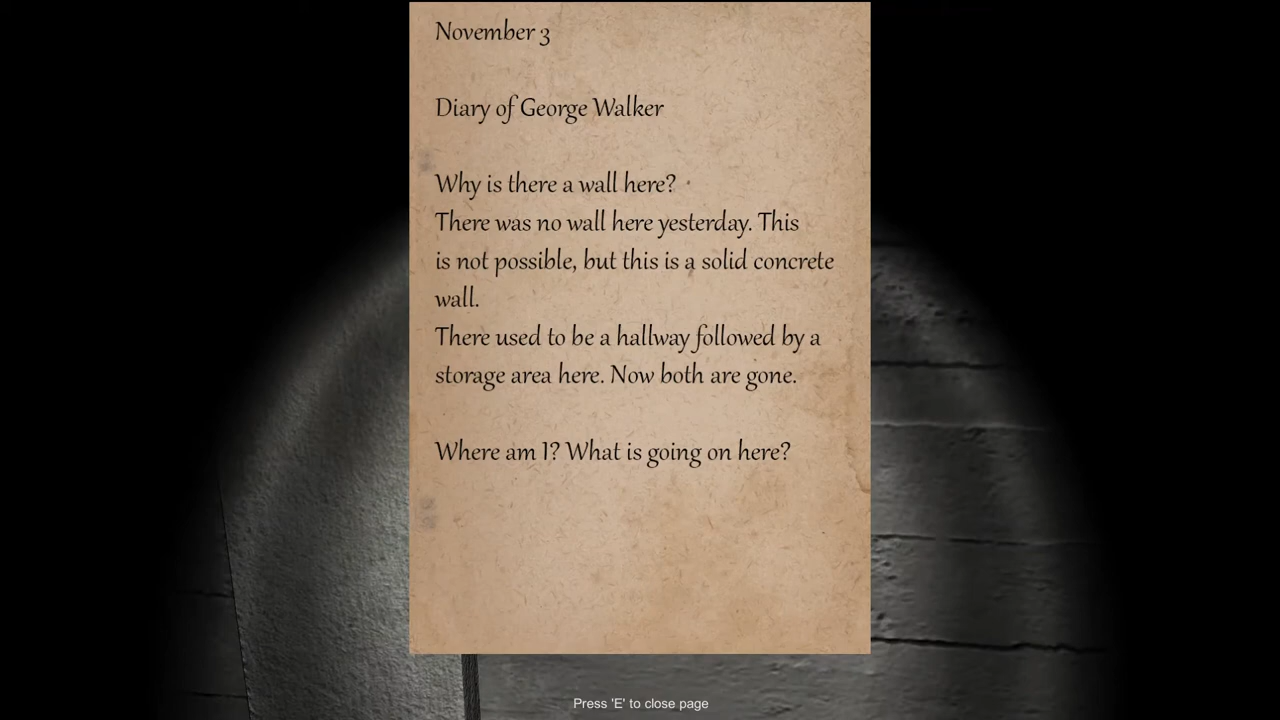 November 3
Diary of George Walker
Why is there a wall here?
There was no wall here yesterday. This
is not possible, but this is a solid concrete
wall.
There used to be a hallway followed by a
storage area here. Now both are gone.
Where am I? What is going on here?
Press 'E' to close page